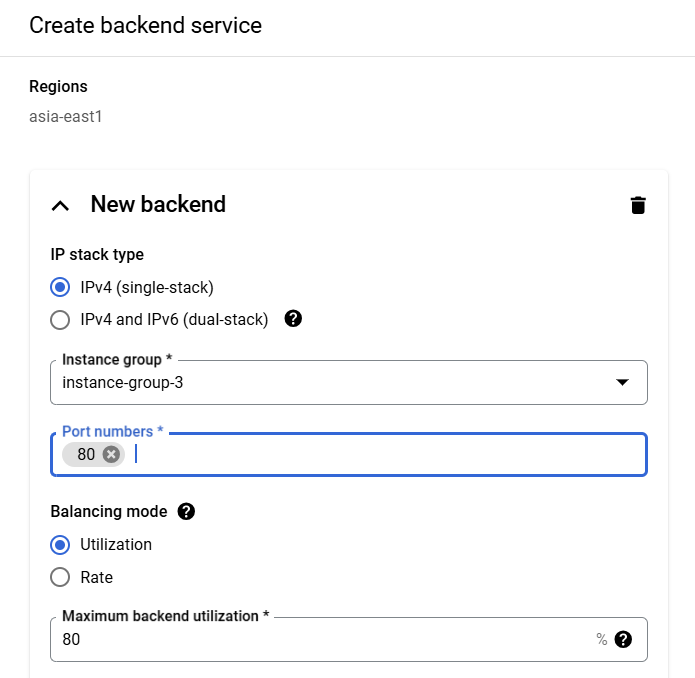 Create backend service
Regions
asia-east1
New backend
IP stack type
IPv4 (single-stack)
IPv4 and IPv6 (dual-stack) ?
Instance group *
instance-group-3
Port numbers *
80
Balancing mode ?
Utilization
Rate
Maximum backend utilization *
80 % ?